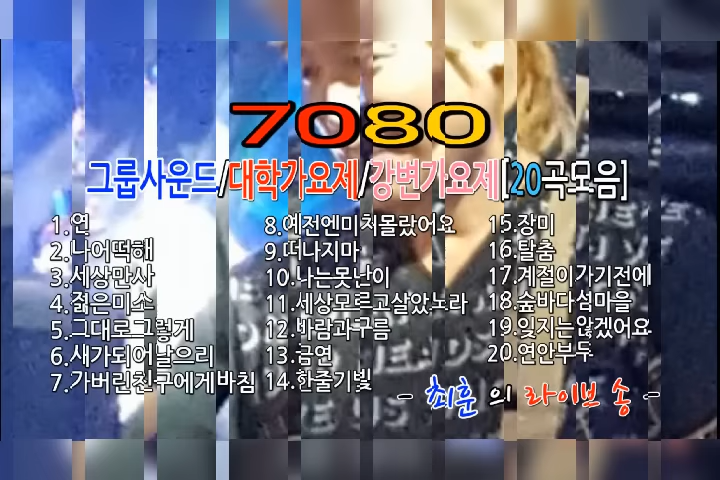 7080
그룹사운드/대학가요제/강변가요제[20곡모음]
1.연
2.나어떡해
3.세상만사
4.젊은미소
5.그대로그렇게
6.새가되어날으리
7.가버린친구에게바침
8.예전엔미처몰랐어요
9.떠나지마
10.나는못난이
11.세상모르고살았노라
12.바람과구름
13.금연
14.한줄기빛
15.장미
16.탈춤
17.계절이가기전에
18.숲바다섬마을
19.잊지는않겠어요
20.연안부두
- 최훈 의 라이브 송 -